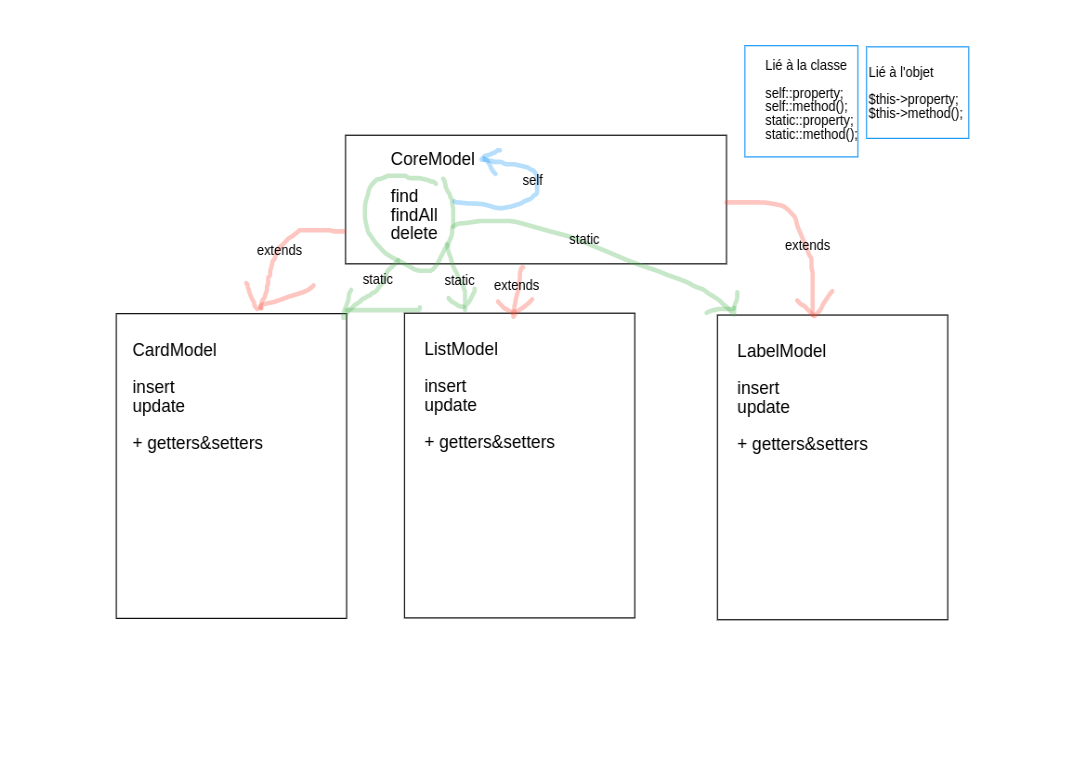 Lié à la classe
self::property;
self::method();
static::property;
static::method();
Lié à l'objet
$this->property;
$this->method();
CoreModel
find
findAll
delete
self
static
extends
static
static
extends
extends
CardModel
insert
update
+ getters&setters
ListModel
insert
update
+ getters&setters
LabelModel
insert
update
+ getters&setters